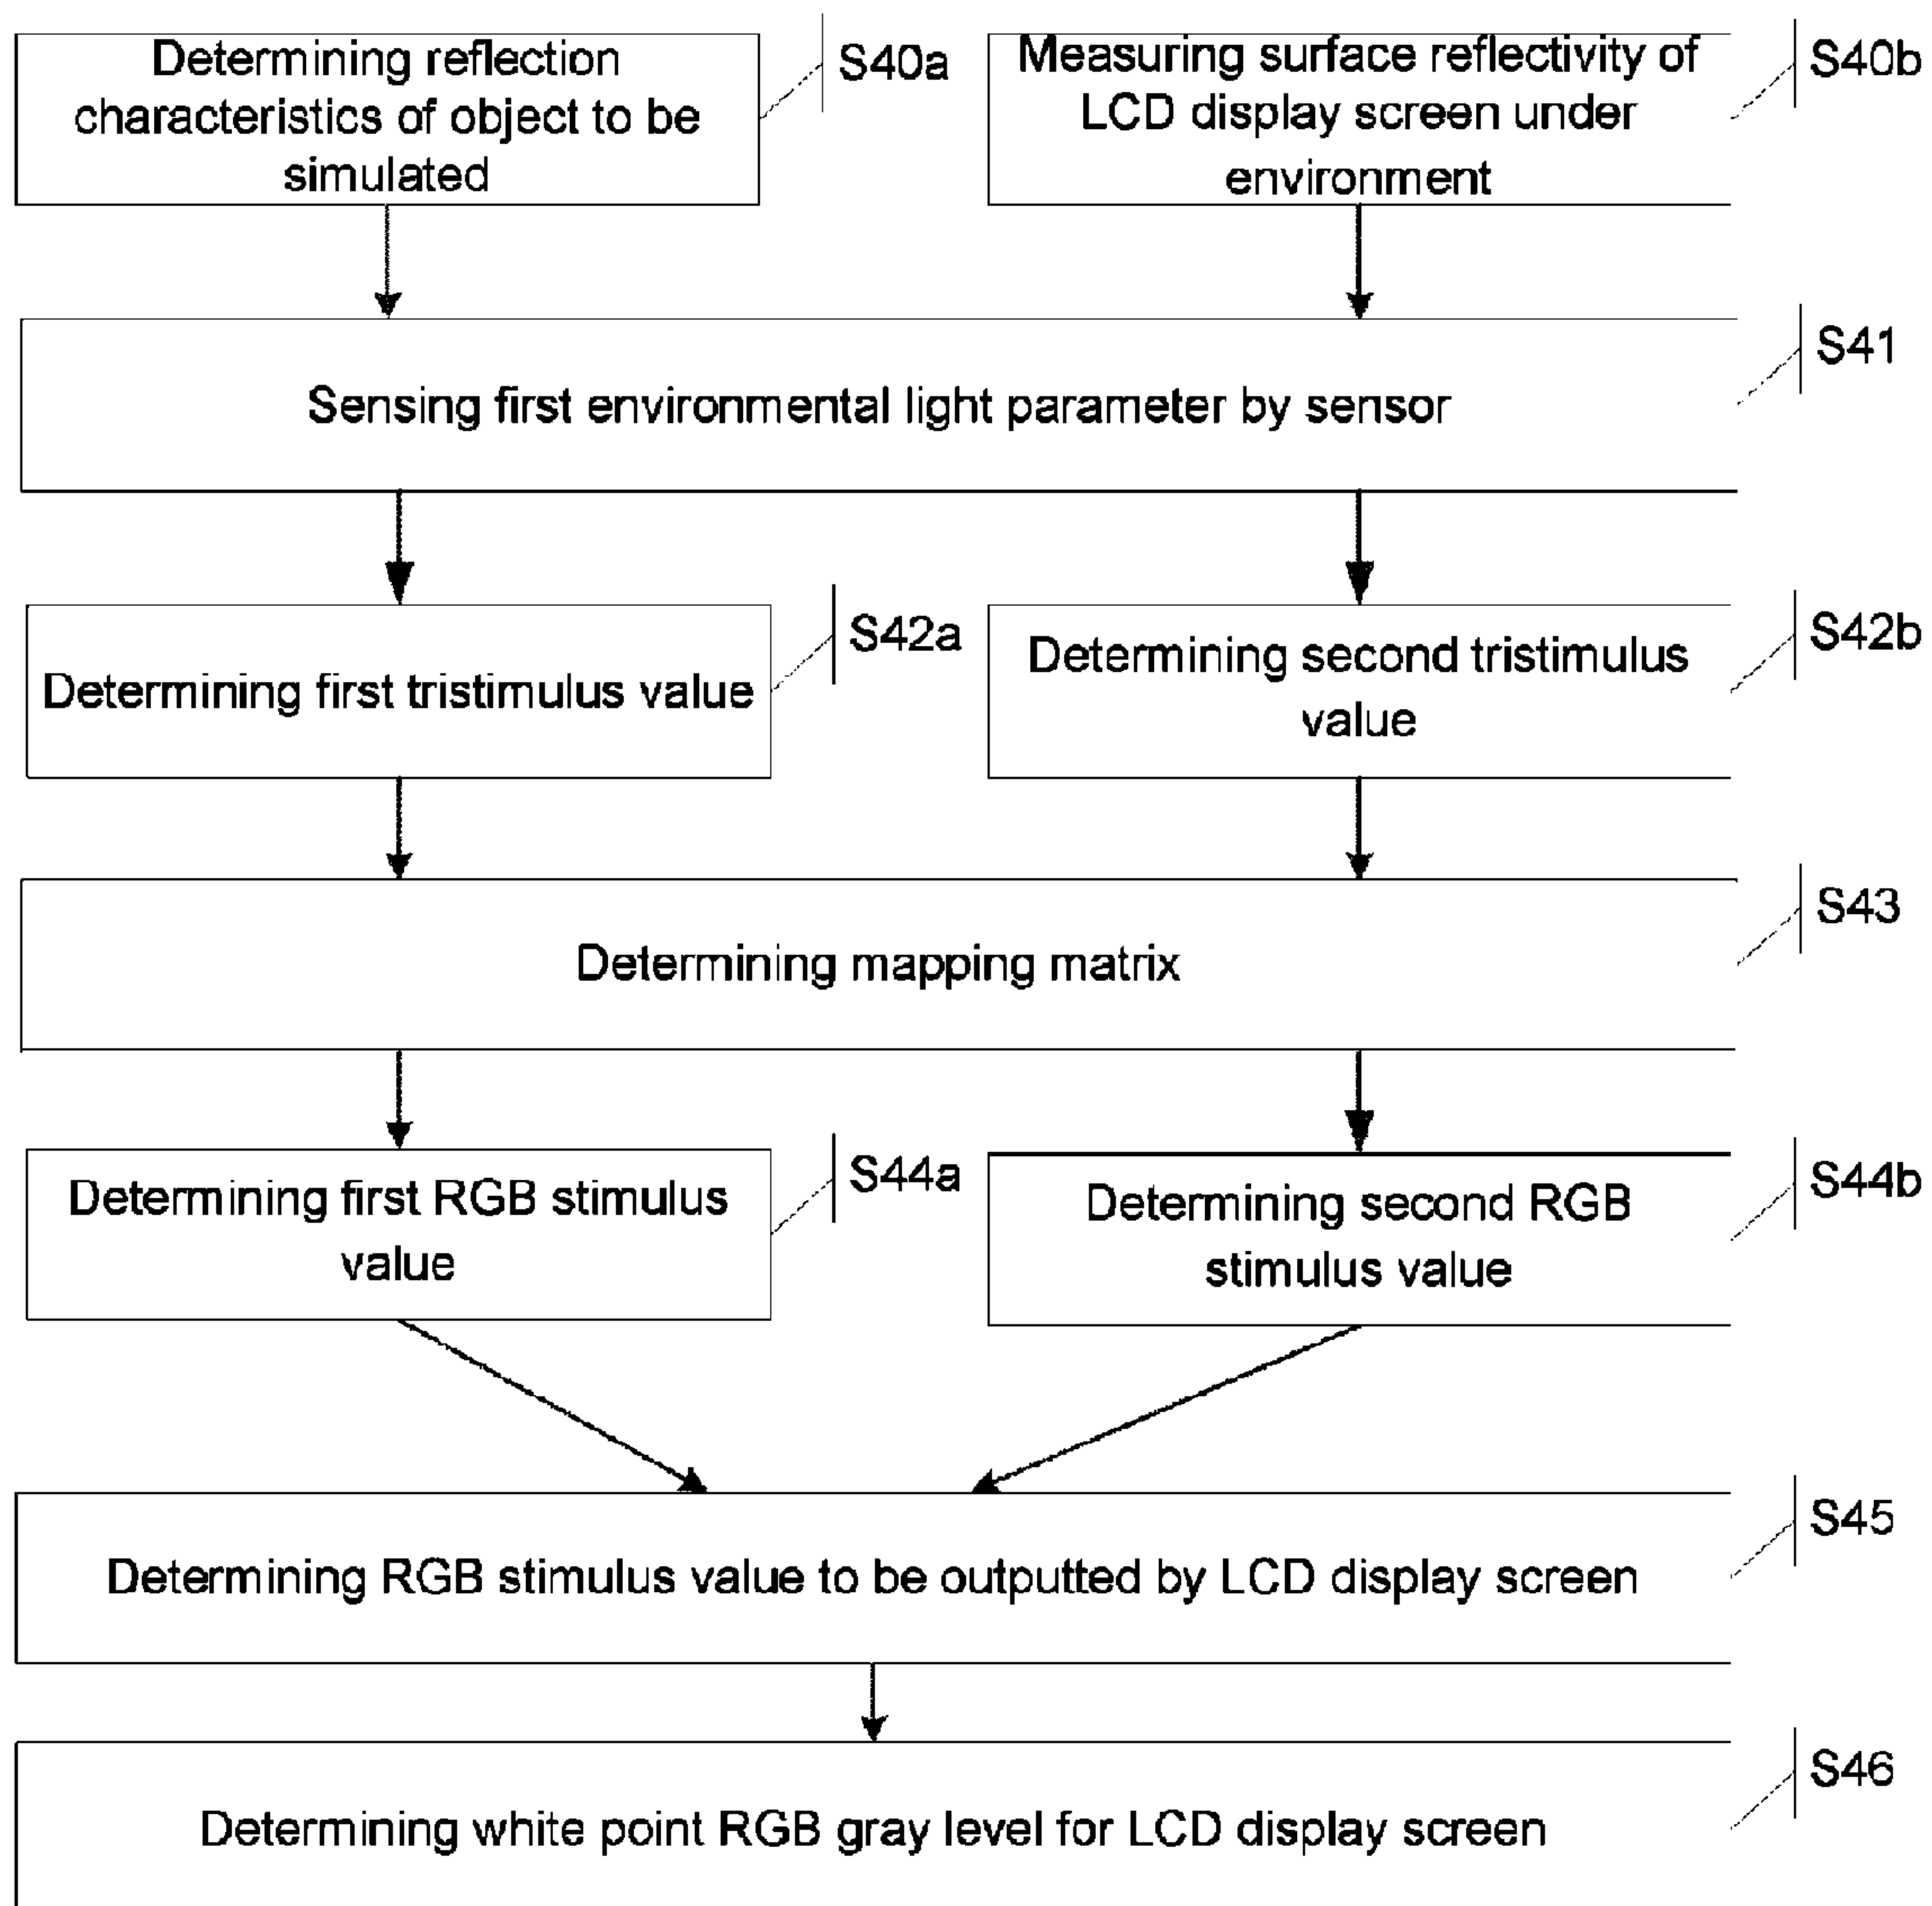 Determining reflection
characteristics of object to be
simulated
S40a
Measuring surface reflectivity of
LCD display screen under
environment
S40b
Sensing first environmental light parameter by sensor
S41
Determining first tristimulus value
S42a
Determining second tristimulus
value
S42b
Determining mapping matrix
S43
Determining first RGB stimulus
value
S44a
Determining second RGB
stimulus value
S44b
Determining RGB stimulus value to be outputted by LCD display screen
S45
Determining white point RGB gray level for LCD display screen
S46